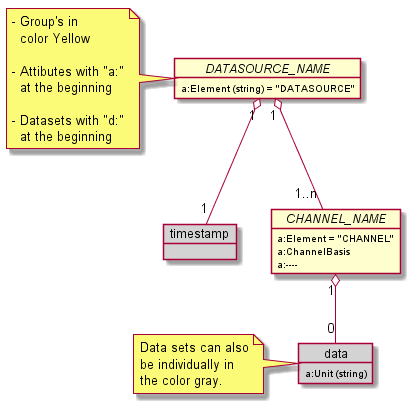 - Group's in
color Yellow
- Attibutes with "a:"
at the beginning
- Datasets with "d:"
at the beginning
DATASOURCE_NAME
a:Element (string) = "DATASOURCE"
1
1
1
1..n
timestamp
CHANNEL_NAME
a:Element = "CHANNEL"
a:ChannelBasis
a:----
1
0
Data sets can also
be individually in
the color gray.
data
a:Unit (string)